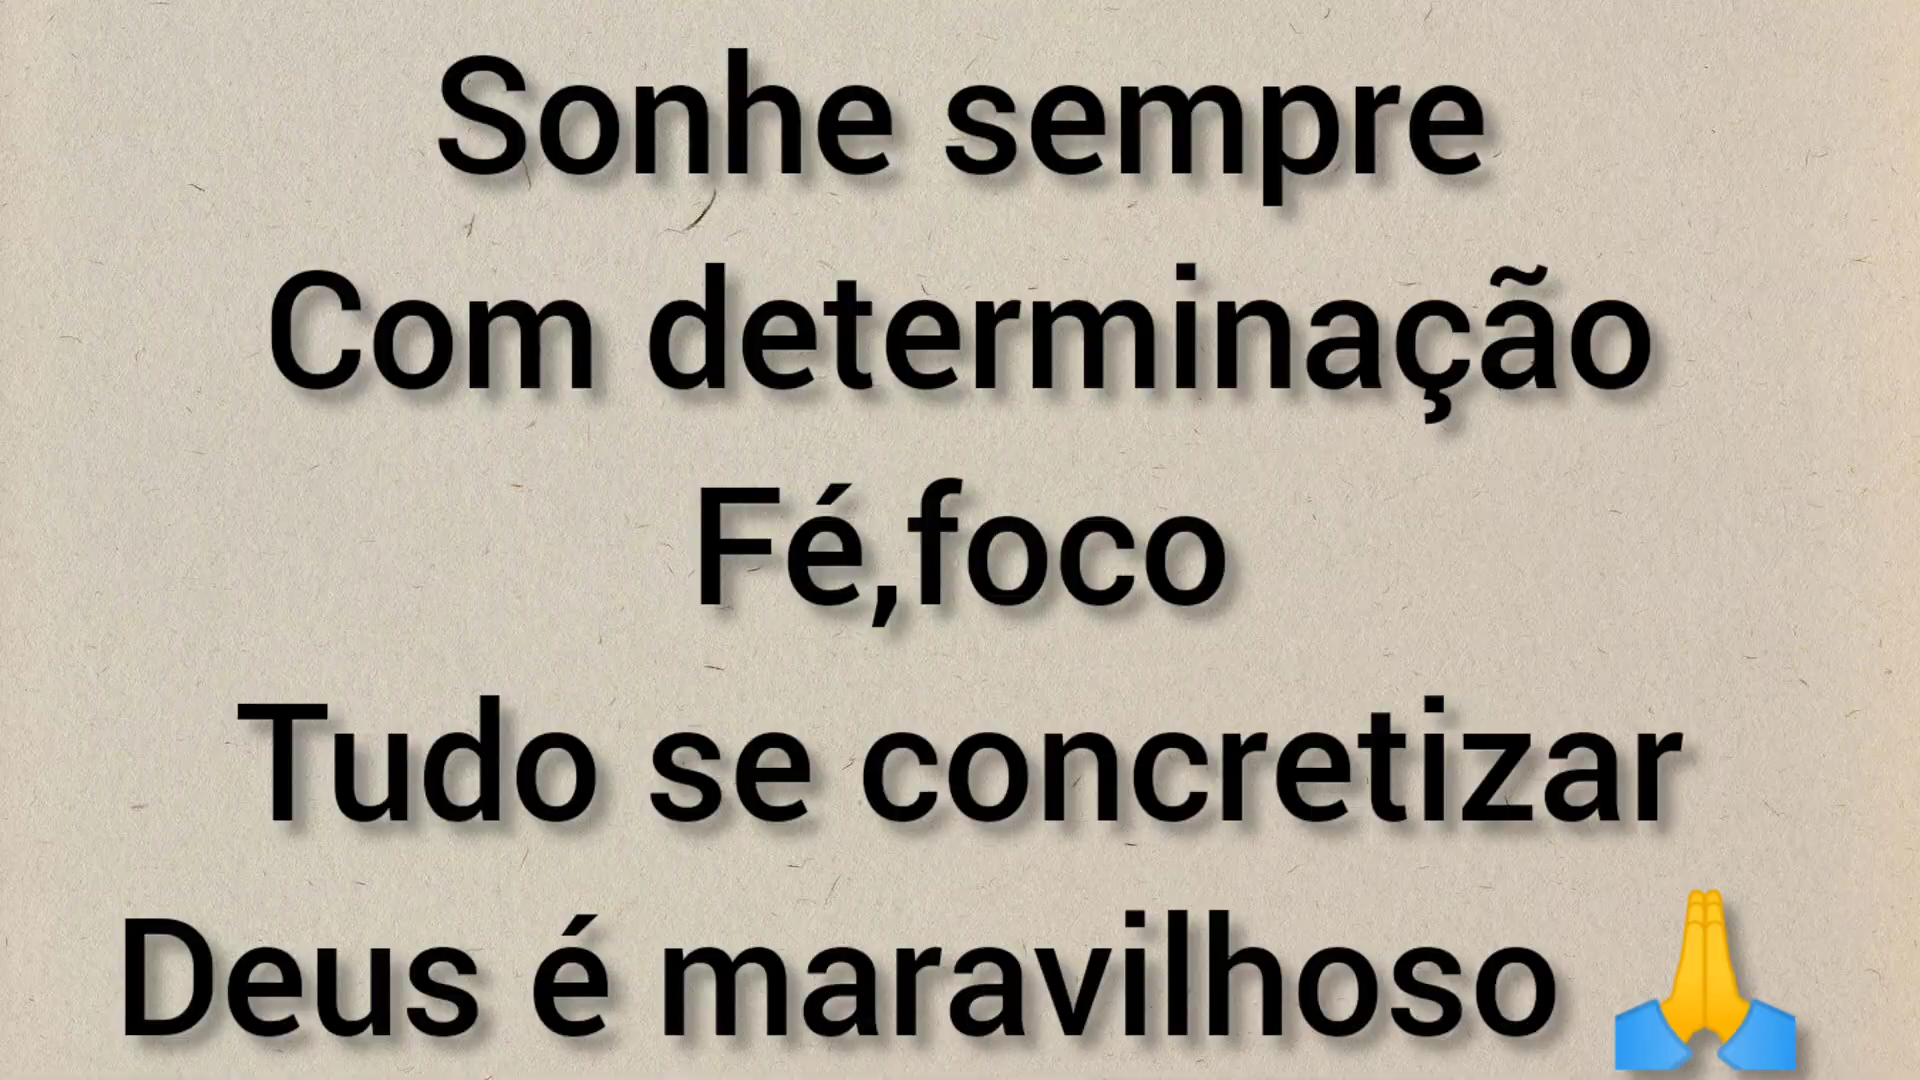 Sonhe sempre
Com determinação
Fé,foco
Tudo se concretizar
Deus é maravilhoso 🙏